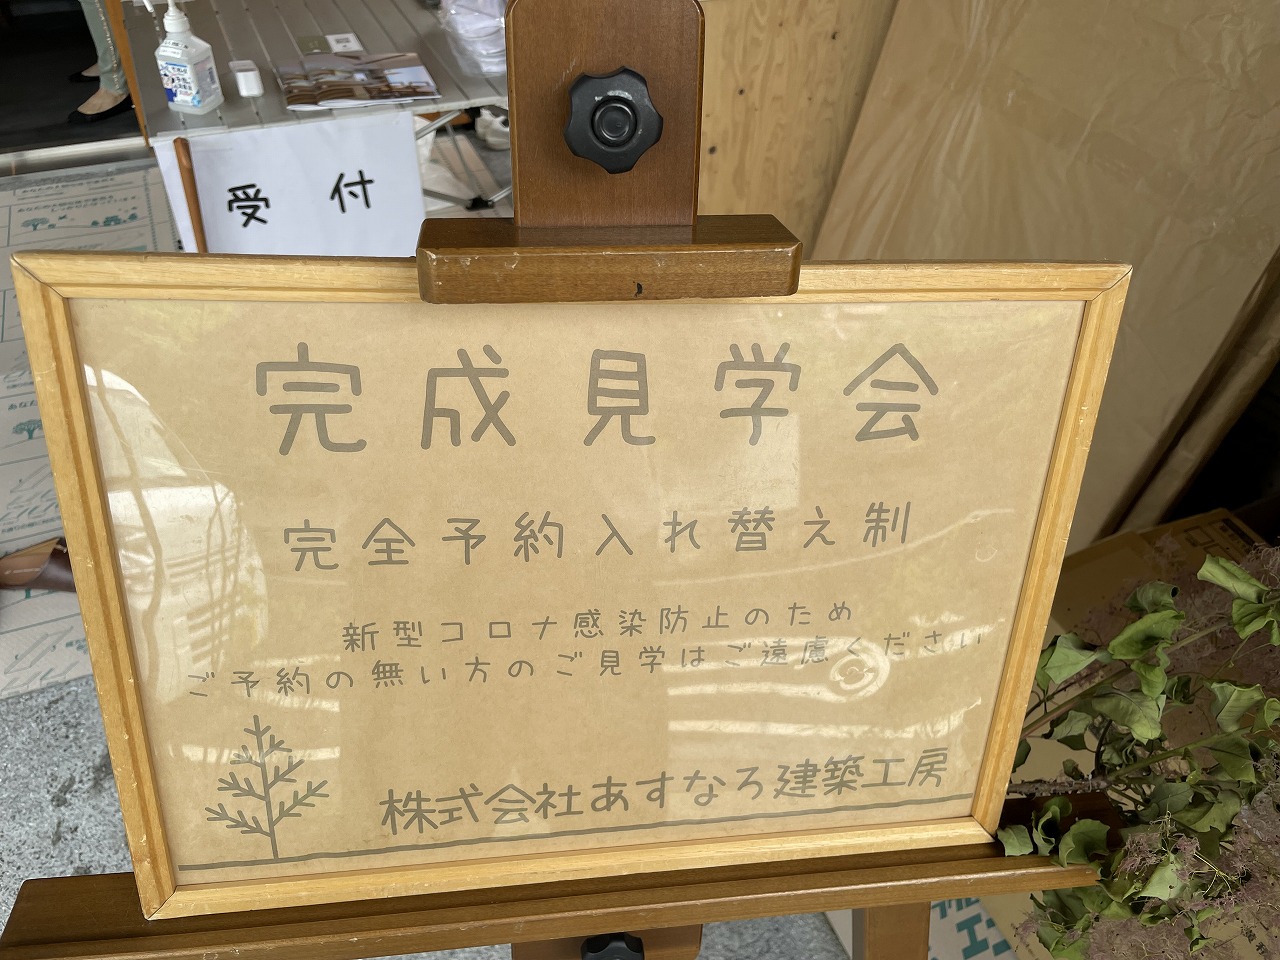 受付
完成見学会
完全予約入れ替え制
新型コロナ感染防止のため
ご予約の無い方のご見学はご遠慮ください
株式会社あすなろ建築工房